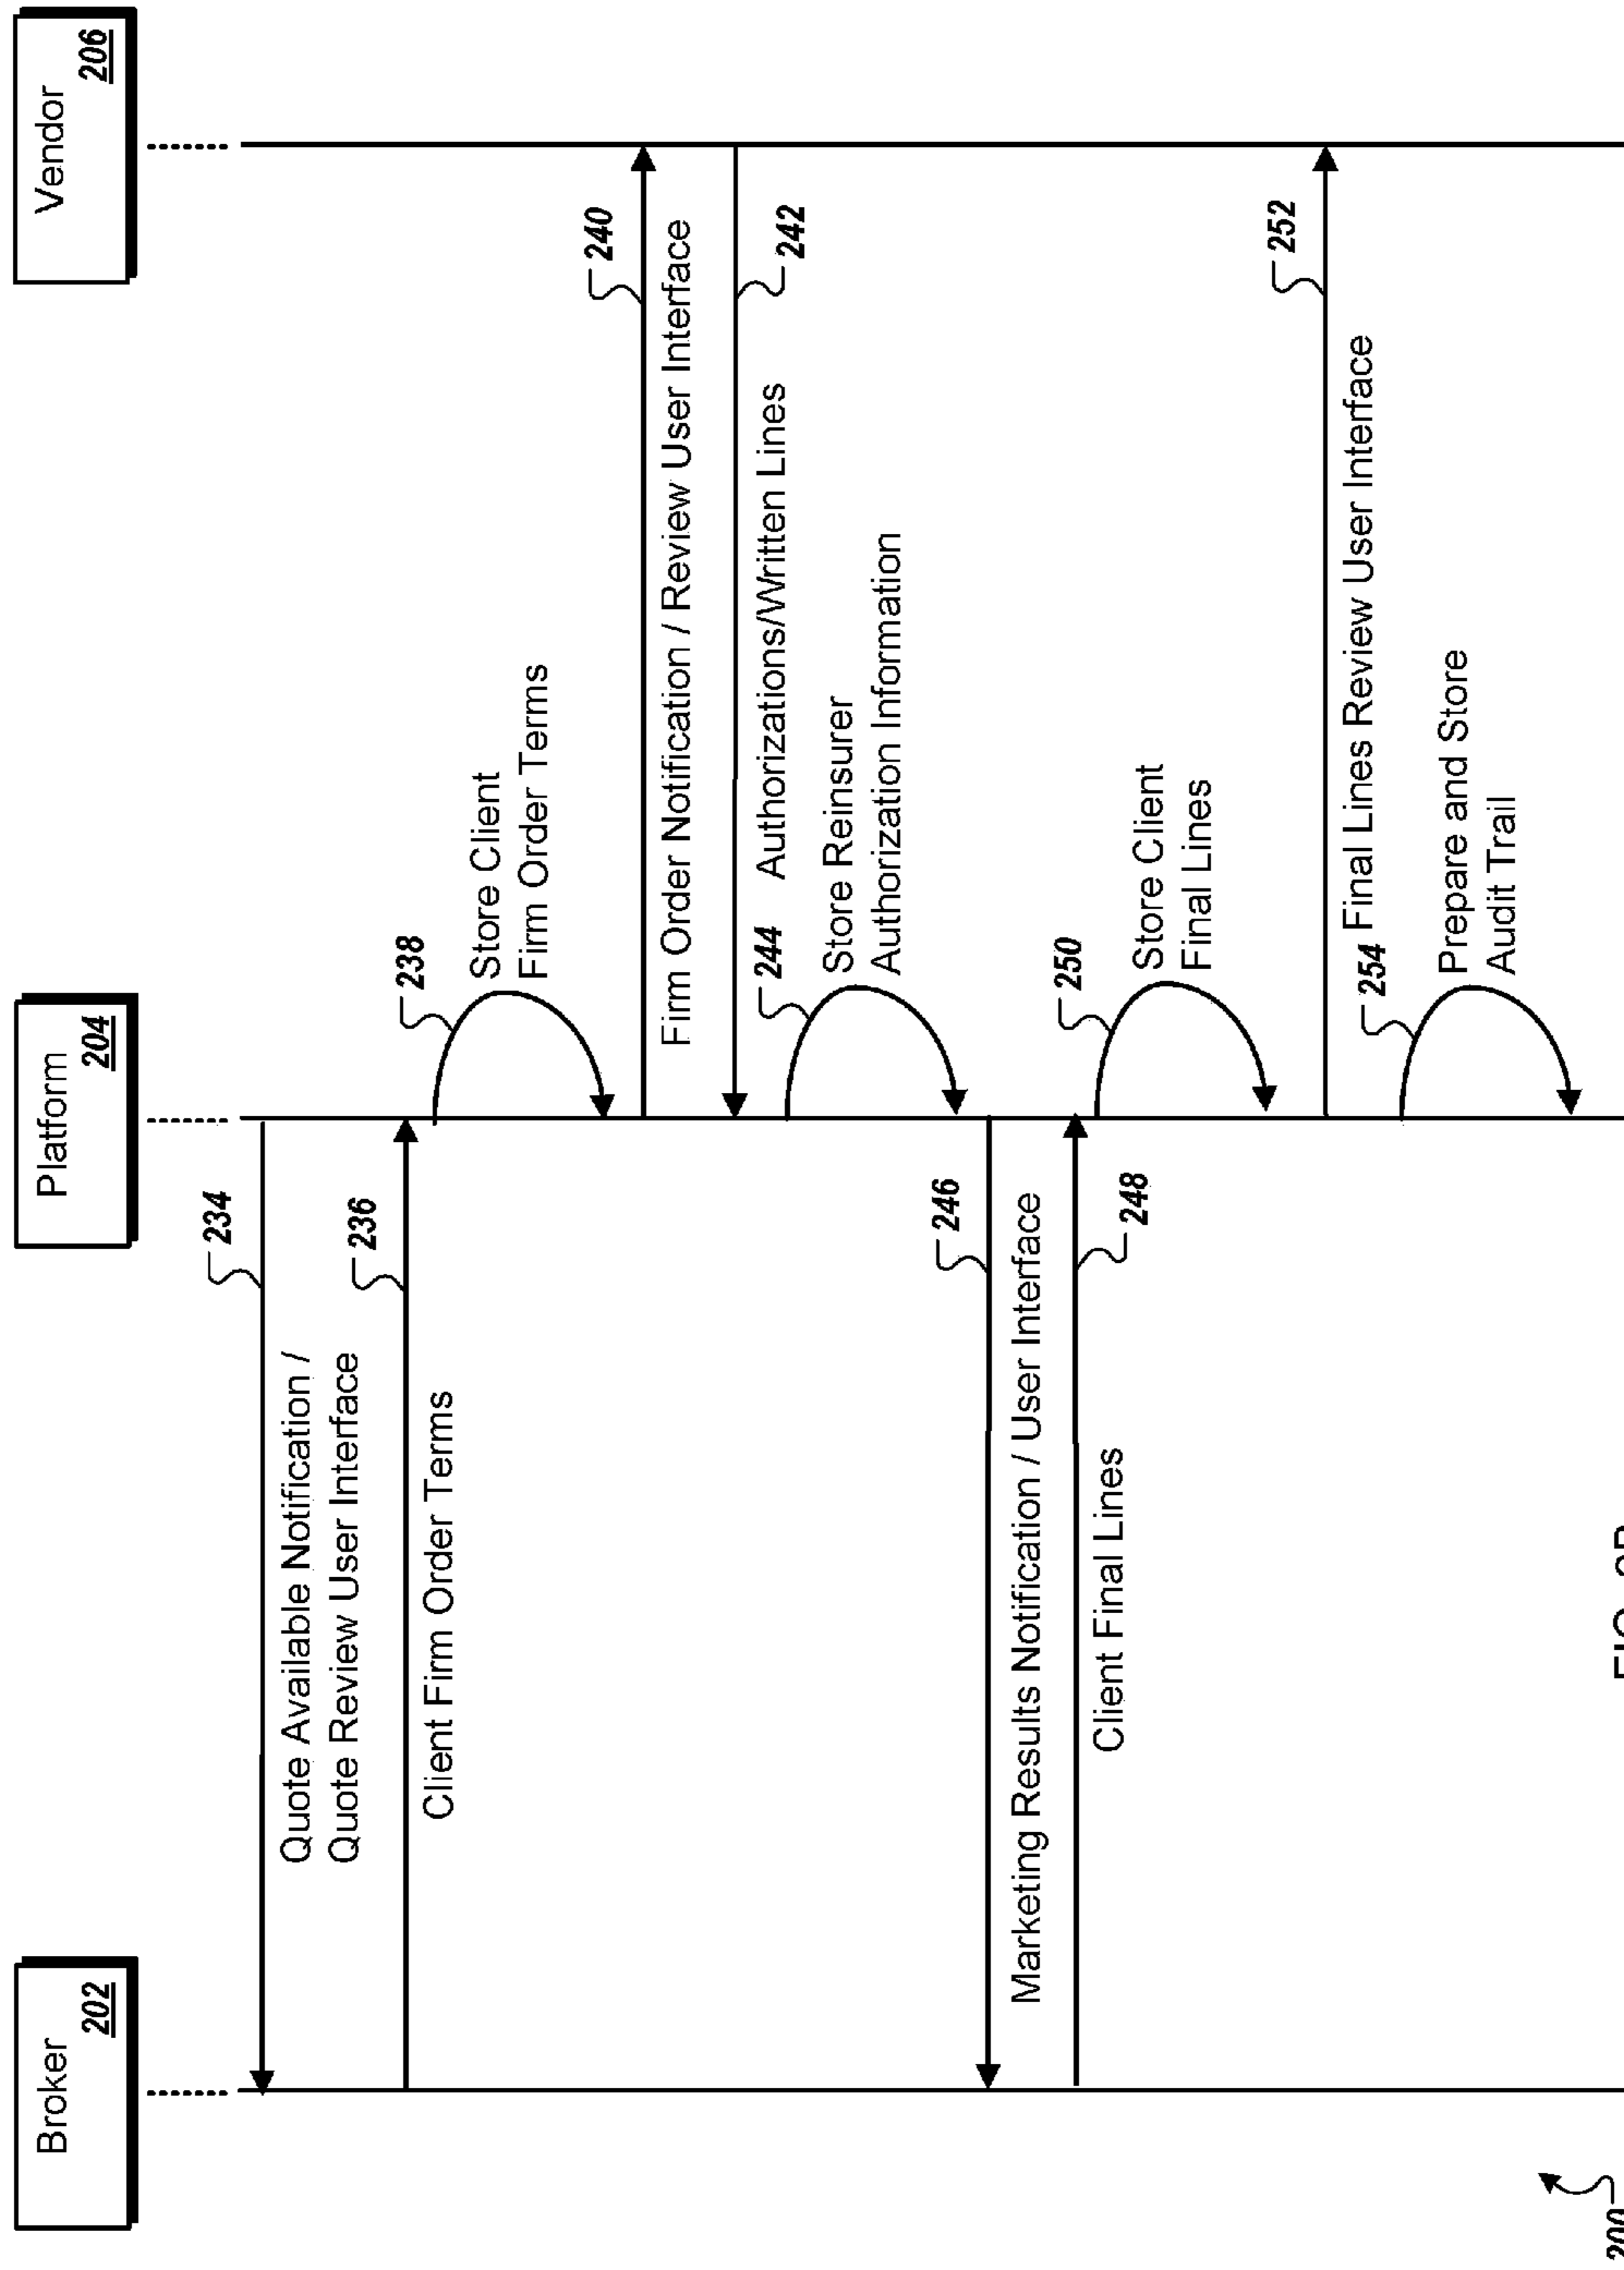 Broker
202
Platform
204
Vendor
206
234
Quote Available Notification /
Quote Review User Interface
236
Client Firm Order Terms
238
Store Client
Firm Order Terms
240
Firm Order Notification / Review User Interface
242
Authorizations/Written Lines
244
Store Reinsurer
Authorization Information
246
Marketing Results Notification / User Interface
248
Client Final Lines
250
Store Client
Final Lines
252
Final Lines Review User Interface
254
Prepare and Store
Audit Trail
200